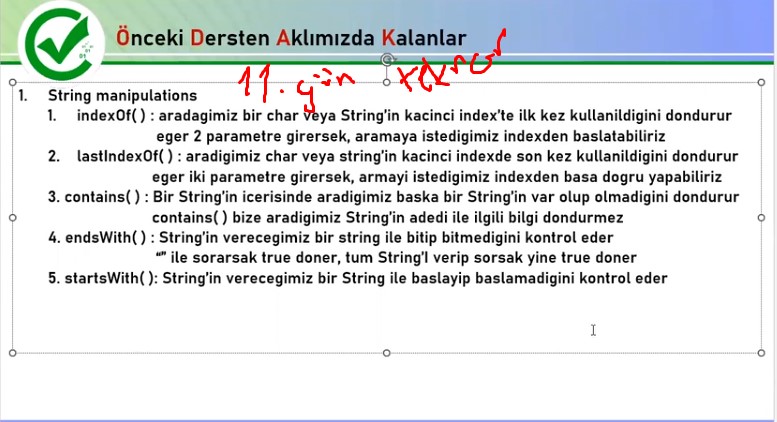 Önceki Dersten Aklımızda Kalanlar
11. gün tekrar
1. String manipulations
1. indexOf( ) : aradagimiz bir char veya String'in kacinci index'te ilk kez kullanildigini dondurur
eger 2 parametre girersek, aramaya istedigimiz indexden baslatabiliriz
2. lastIndexOf( ) : aradigimiz char veya string'in kacinci indexde son kez kullanildigini dondurur
eger iki parametre girersek, armayi istedigimiz indexden basa dogru yapabiliriz
3. contains( ) : Bir String'in icerisinde aradigimiz baska bir String'in var olup olmadigini dondurur
contains( ) bize aradigimiz String'in adedi ile ilgili bilgi dondurmez
4. endsWith( ) : String'in verecegimiz bir string ile bitip bitmedigini kontrol eder
“” ile sorarsak true doner, tum String'I verip sorsak yine true doner
5. startsWith( ): String'in verecegimiz bir String ile baslayip baslamadigini kontrol eder